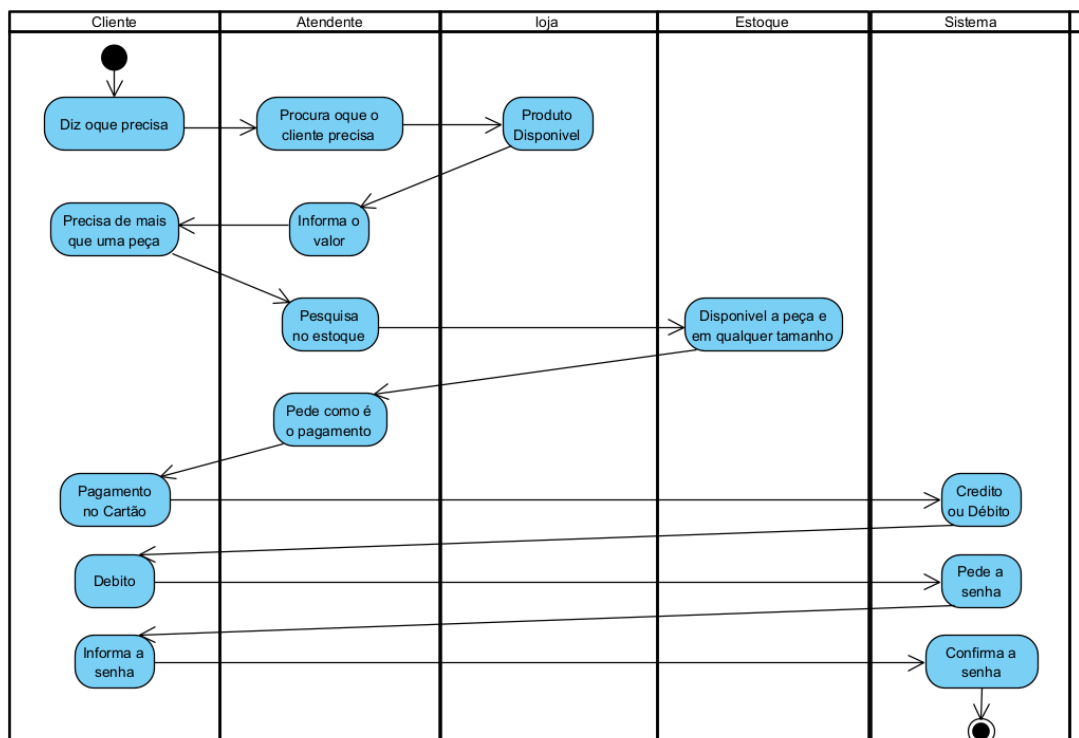 Cliente
Atendente
loja
Estoque
Sistema
Diz oque precisa
Procura oque o
cliente precisa
Produto
Disponivel
Precisa de mais
que uma peça
Informa o
valor
Pesquisa
no estoque
Disponivel a peça e
em qualquer tamanho
Pede como é
o pagamento
Pagamento
no Cartão
Credito
ou Débito
Debito
Pede a
senha
Informa a
senha
Confirma a
senha